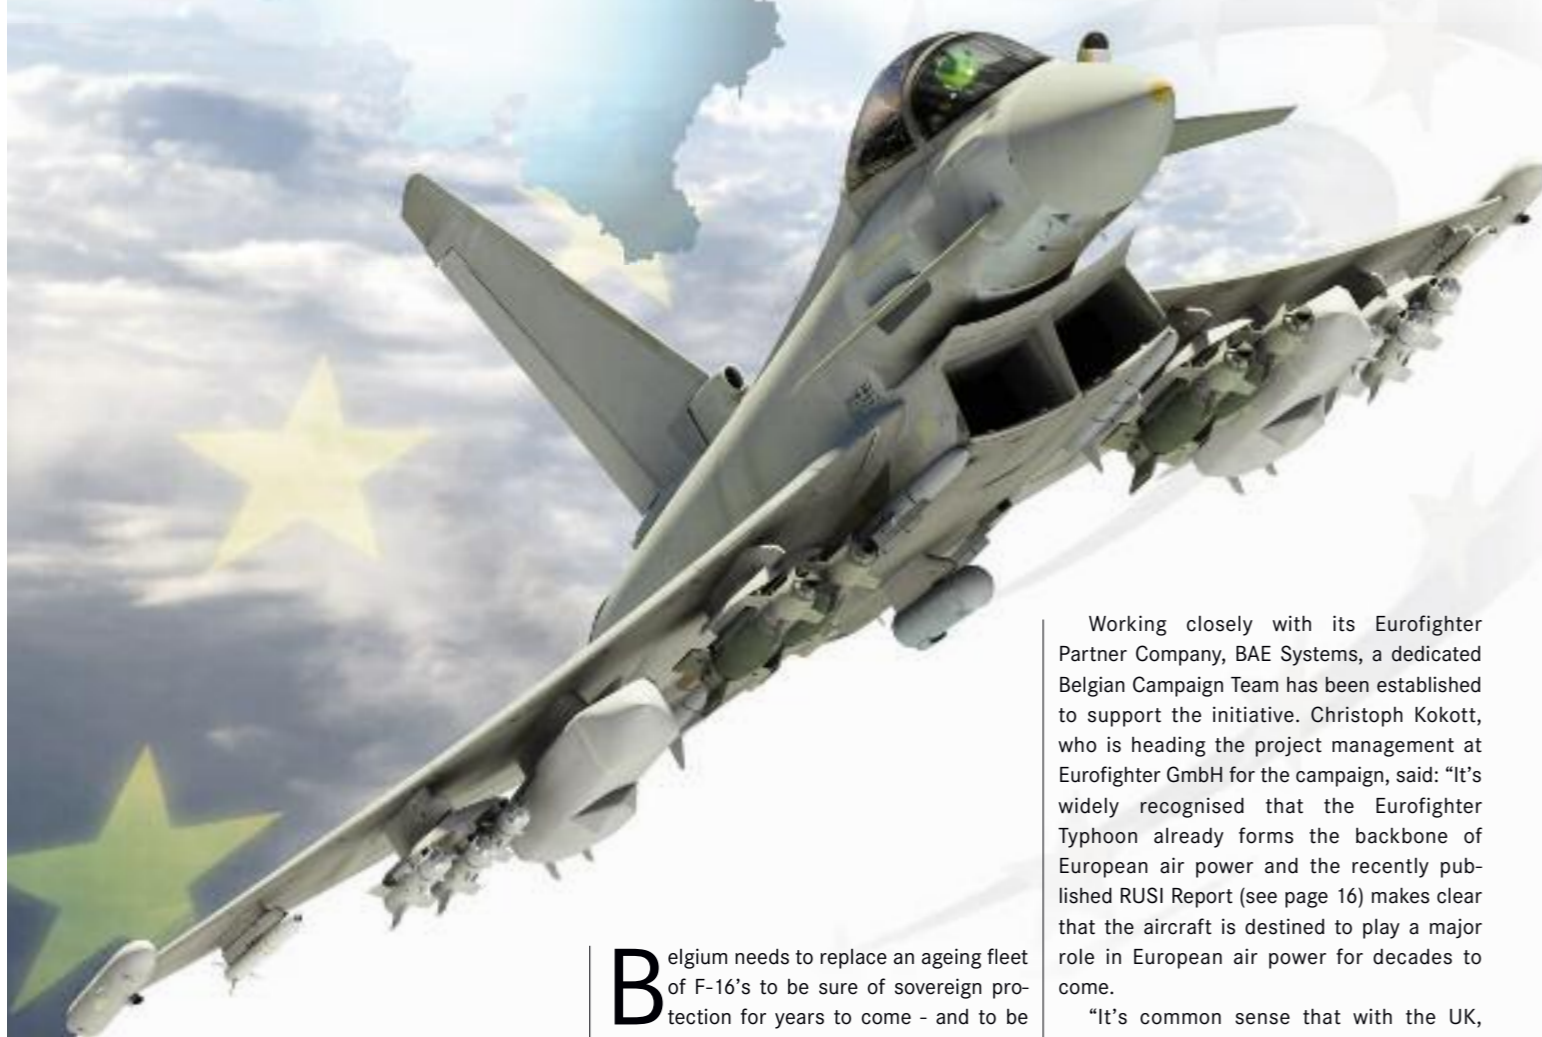 Belgium needs to replace an ageing fleet
of F-16's to be sure of sovereign pro-
tection for years to come - and to be
Working closely with its Eurofighter
Partner Company, BAE Systems, a dedicated
Belgian Campaign Team has been established
to support the initiative. Christoph Kokott,
who is heading the project management at
Eurofighter GmbH for the campaign, said: “It’s
widely recognised that the Eurofighter
Typhoon already forms the backbone of
European air power and the recently pub-
lished RUSI Report (see page 16) makes clear
that the aircraft is destined to play a major
role in European air power for decades to
come.
“It’s common sense that with the UK,